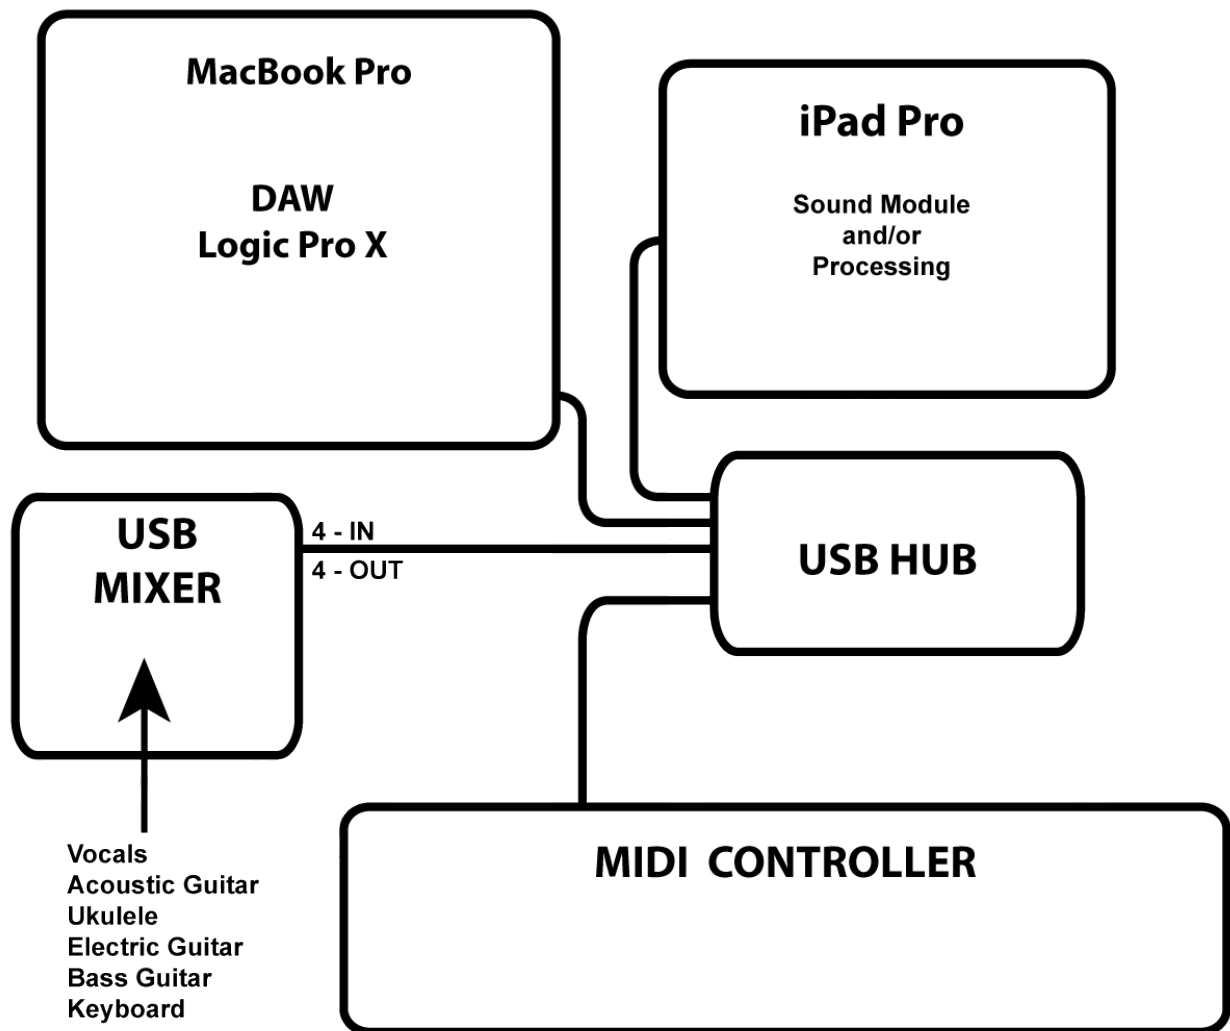 MacBook Pro
DAW
Logic Pro X
iPad Pro
Sound Module
and/or
Processing
USB
MIXER
4 - IN
4 - OUT
USB HUB
Vocals
Acoustic Guitar
Ukulele
Electric Guitar
Bass Guitar
Keyboard
MIDI CONTROLLER